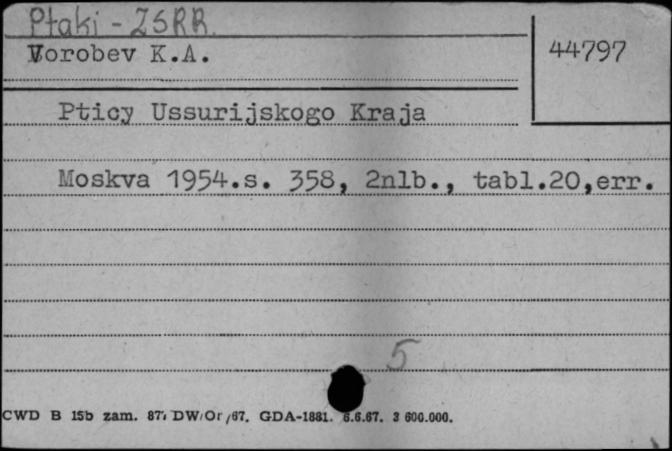 Ptaki - ZSRR.
Vorobev K.A.
44797
Pticy Ussurijskogo Kraja
Moskva 1954.s. 358, 2nlb., tabl.20,err.
5
CWD B 15b zam. DW/Or/67. GDA-1881. 6.6.67. 3 600.000.